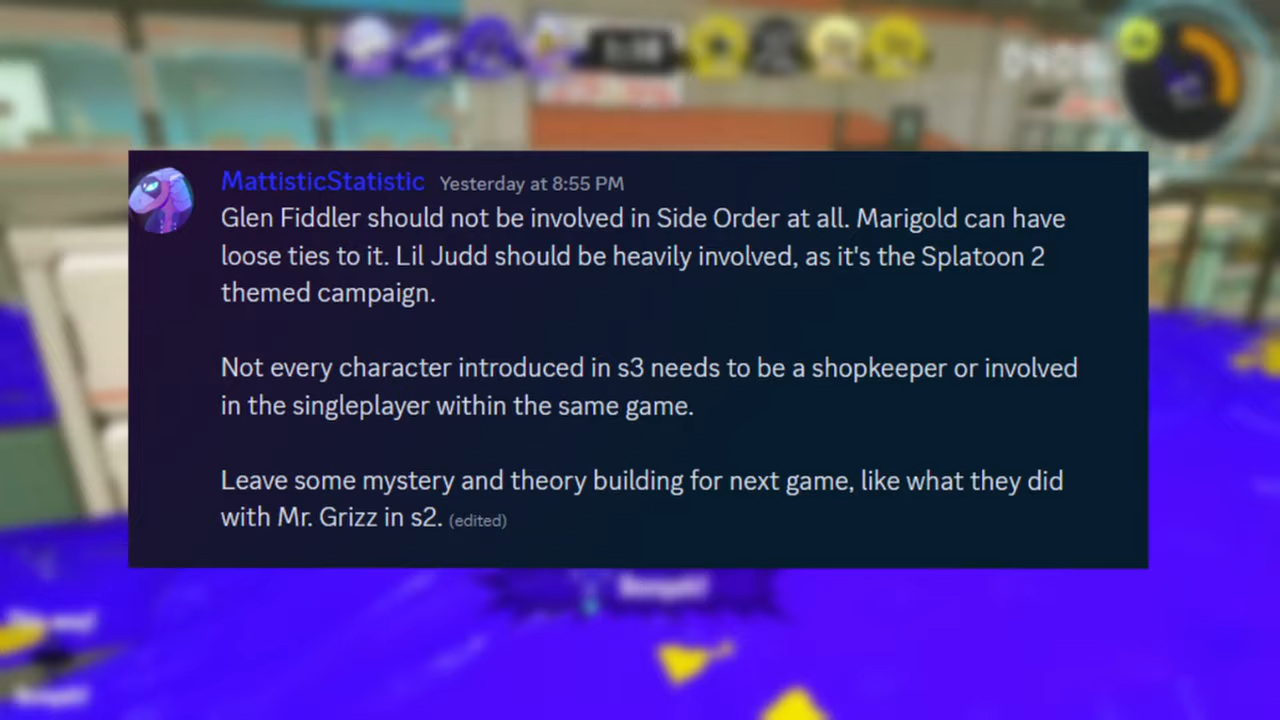 MattisticStatistic Yesterday at 8:55 PM
Glen Fiddler should not be involved in Side Order at all. Marigold can have
loose ties to it. Lil Judd should be heavily involved, as it's the Splatoon 2
themed campaign.
Not every character introduced in s3 needs to be a shopkeeper or involved
in the singleplayer within the same game.
Leave some mystery and theory building for next game, like what they did
with Mr. Grizz in s2. (edited)